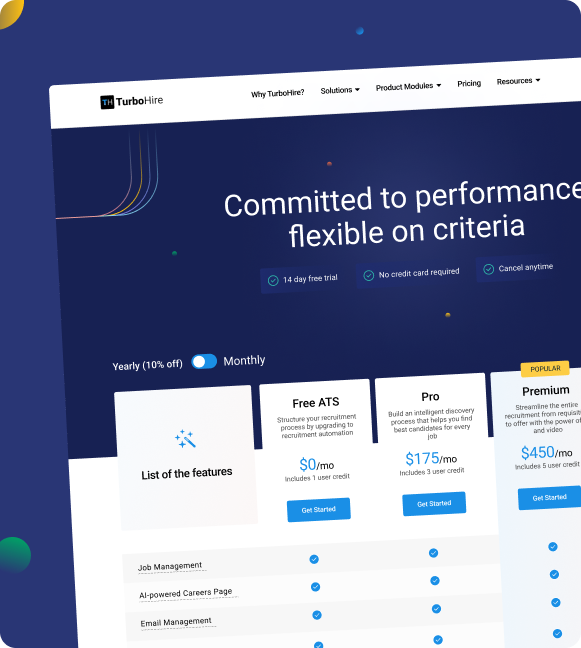 TH TurboHire
Why TurboHire?
Solutions
Product Modules
Pricing
Resources
Committed to performance
flexible on criteria
14 day free trial
No credit card required
Cancel anytime
Yearly (10% off)
Monthly
List of the features
Free ATS
Structure your recruitment
process by upgrading to
recruitment automation
$0/mo
Includes 1 user credit
Get Started
Pro
Build an intelligent discovery
process that helps you find
best candidates for every
job
$175/mo
Includes 3 user credit
Get Started
POPULAR
Premium
Streamline the entire
recruitment from requisit
to offer with the power of
and video
$450/mo
Includes 5 user credit
Get Started
Job Management
AI-powered Careers Page
Email Management